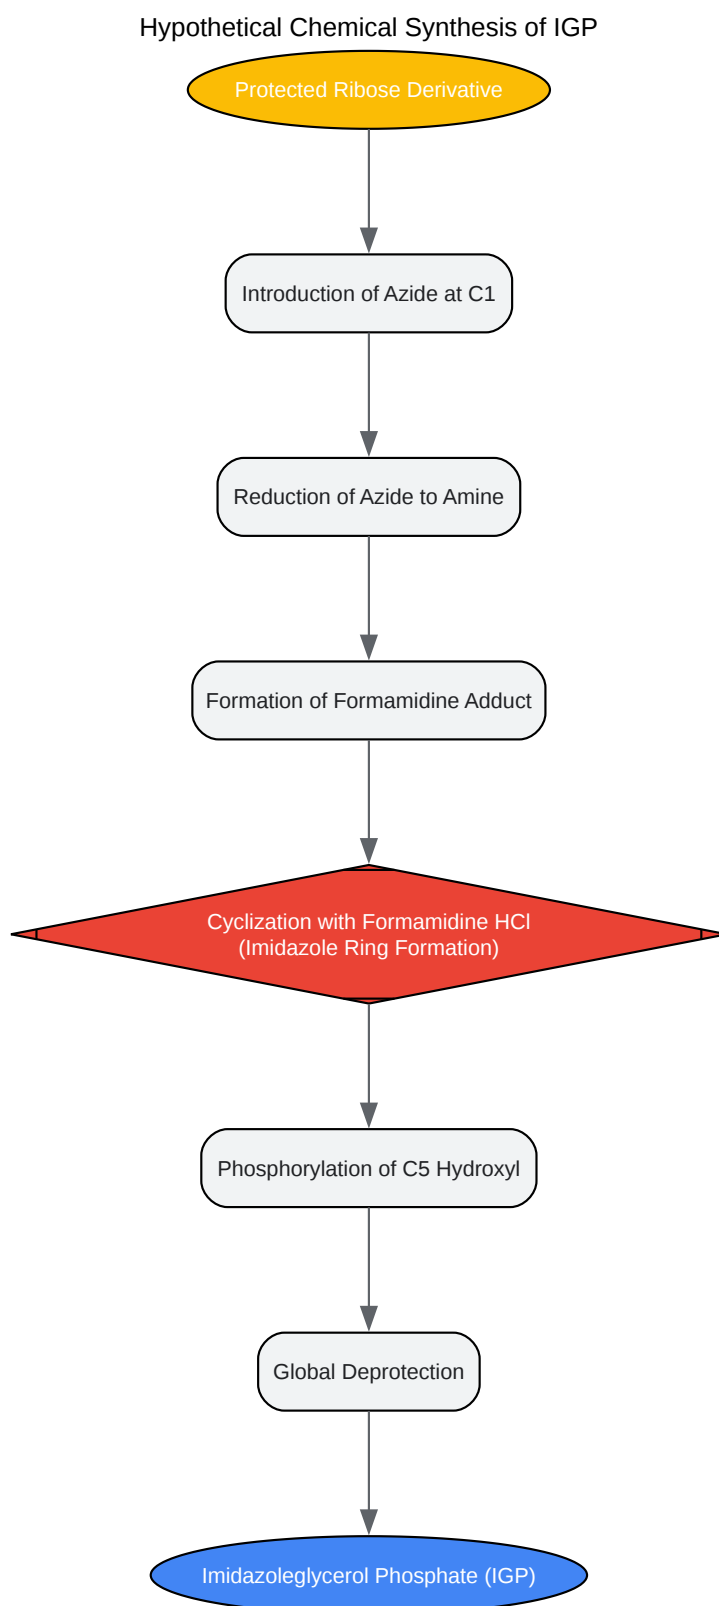 Hypothetical Chemical Synthesis of IGP
Protected Ribose Derivative
Introduction of Azide at C1
Reduction of Azide to Amine
Formation of Formamidine Adduct
Cyclization with Formamidine HCl
(Imidazole Ring Formation)
Phosphorylation of C5 Hydroxyl
Global Deprotection
Imidazoleglycerol Phosphate (IGP)